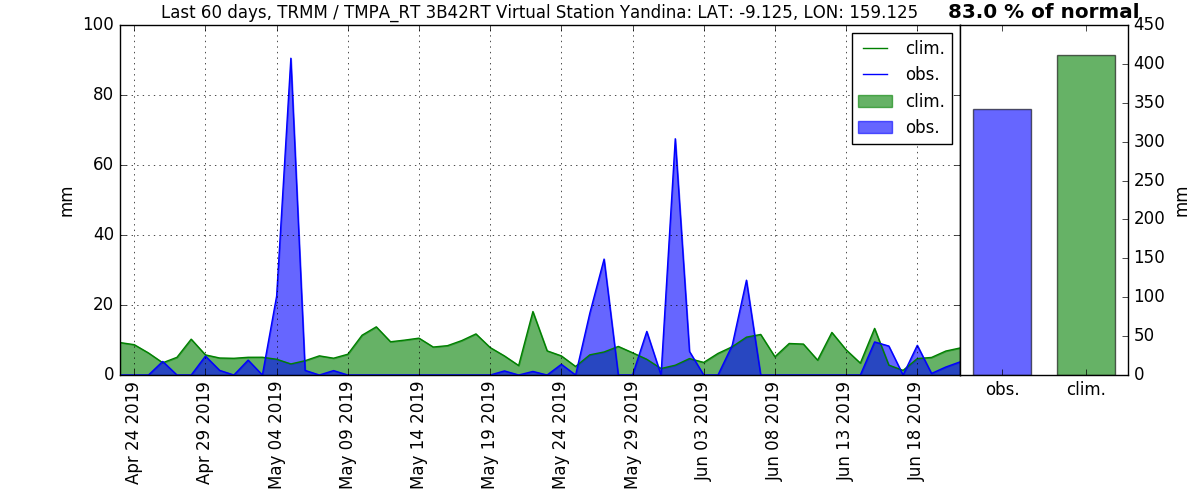 Last 60 days, TRMM / TMPA_RT 3B42RT Virtual Station Yandina: LAT: -9.125, LON: 159.125
83.0 % of normal
100
80
60
40
20
0
mm
clim.
obs.
clim.
obs.
450
400
350
300
250
200
150
100
50
0
mm
obs.
clim.
Apr 24 2019
Apr 29 2019
May 04 2019
May 09 2019
May 14 2019
May 19 2019
May 24 2019
May 29 2019
Jun 03 2019
Jun 08 2019
Jun 13 2019
Jun 18 2019